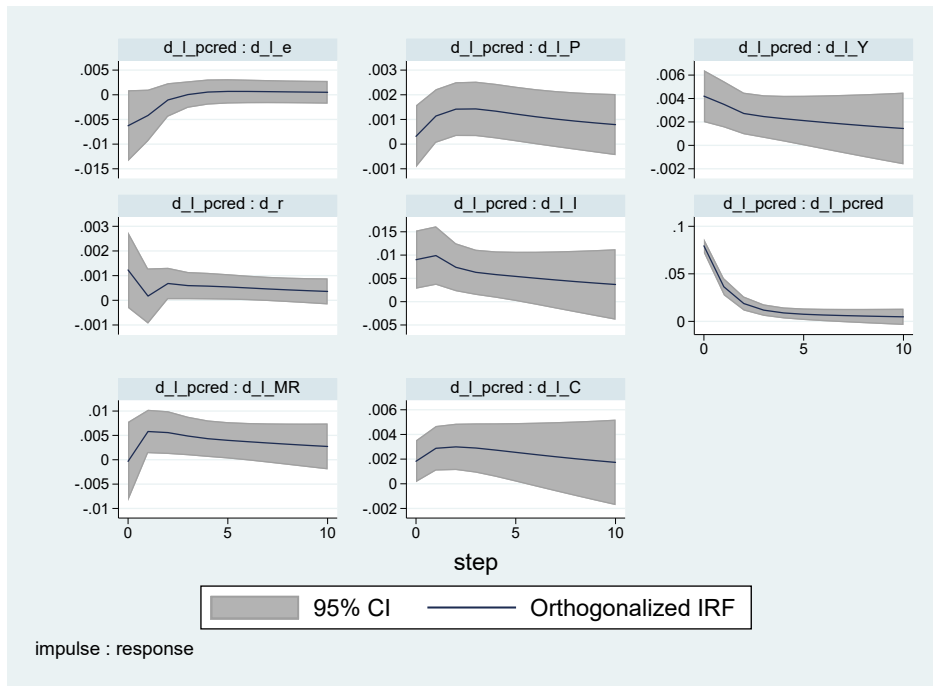 d_l_pcred : d_l_e
.005
0
-.005
-.01
-.015
d_l_pcred : d_l_P
.003
.002
.001
0
-.001
d_l_pcred : d_l_Y
.006
.004
.002
0
-.002
d_l_pcred : d_r
.003
.002
.001
0
-.001
d_l_pcred : d_l_I
.015
.010
.005
0
-.005
d_l_pcred : d_l_pcred
.1
.05
0
0 5 10
d_l_pcred : d_l_MR
.01
.005
0
-.005
-.01
0 5 10
d_l_pcred : d_l_C
.006
.004
.002
0
-.002
0 5 10
step
95% CI Orthogonalized IRF
impulse : response